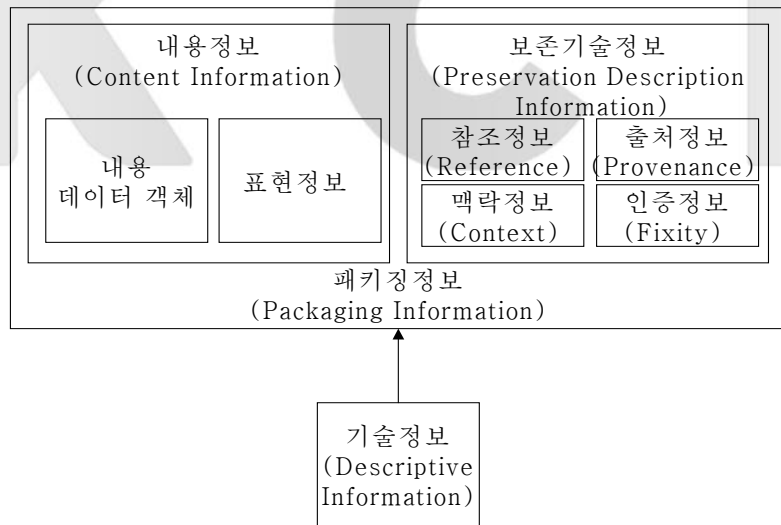 내용정보
(Content Information)
내용
데이터 객체
표현정보
보존기술정보
(Preservation Description
Information)
참조정보
(Reference)
출처정보
(Provenance)
맥락정보
(Context)
인증정보
(Fixity)
패키징정보
(Packaging Information)
기술정보
(Descriptive
Information)